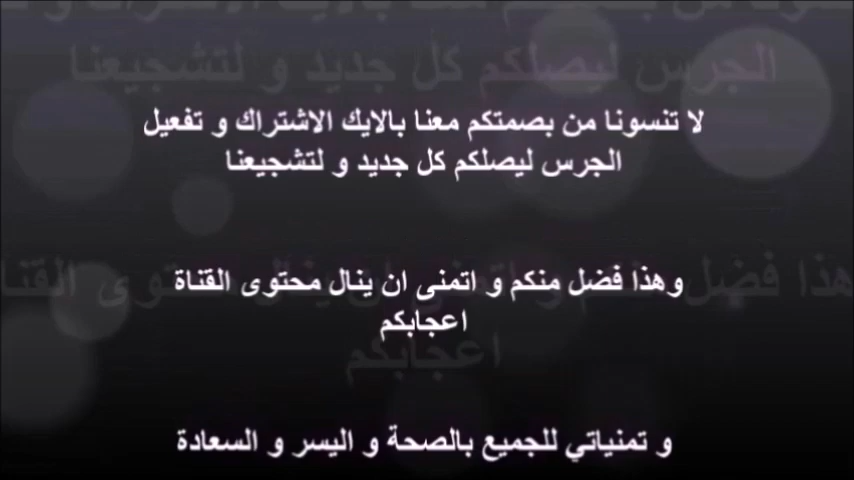 لا تنسونا من بصمتكم معنا بالايك الاشتراك و تفعيل
الجرس ليصلكم كل جديد و لتشجيعنا
وهذا فضل منكم و اتمنى ان ينال محتوى القناة
اعجابكم
و تمنياتي للجميع بالصحة و اليسر و السعادة